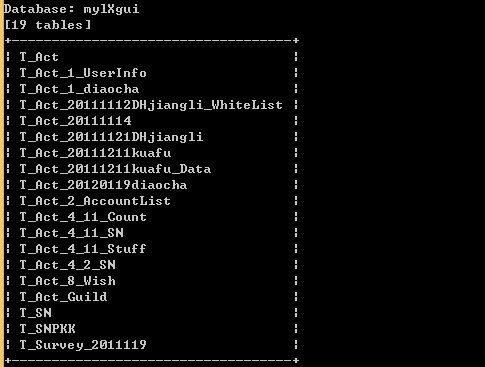 Database: mylXgui
[19 tables]
+--------------------------------+
¦ T_Act                          ¦
¦ T_Act_1_UserInfo               ¦
¦ T_Act_1_diaocha                ¦
¦ T_Act_20111112DHjiangli_WhiteList ¦
¦ T_Act_20111114                 ¦
¦ T_Act_20111121DHjiangli        ¦
¦ T_Act_20111211kuafu            ¦
¦ T_Act_20111211kuafu_Data       ¦
¦ T_Act_20120119diaocha          ¦
¦ T_Act_2_AccountList            ¦
¦ T_Act_4_11_Count               ¦
¦ T_Act_4_11_SN                  ¦
¦ T_Act_4_11_Stuff               ¦
¦ T_Act_4_2_SN                   ¦
¦ T_Act_8_Wish                   ¦
¦ T_Act_Guild                    ¦
¦ T_SN                           ¦
¦ T_SNPKK                        ¦
¦ T_Survey_2011119               ¦
+--------------------------------+